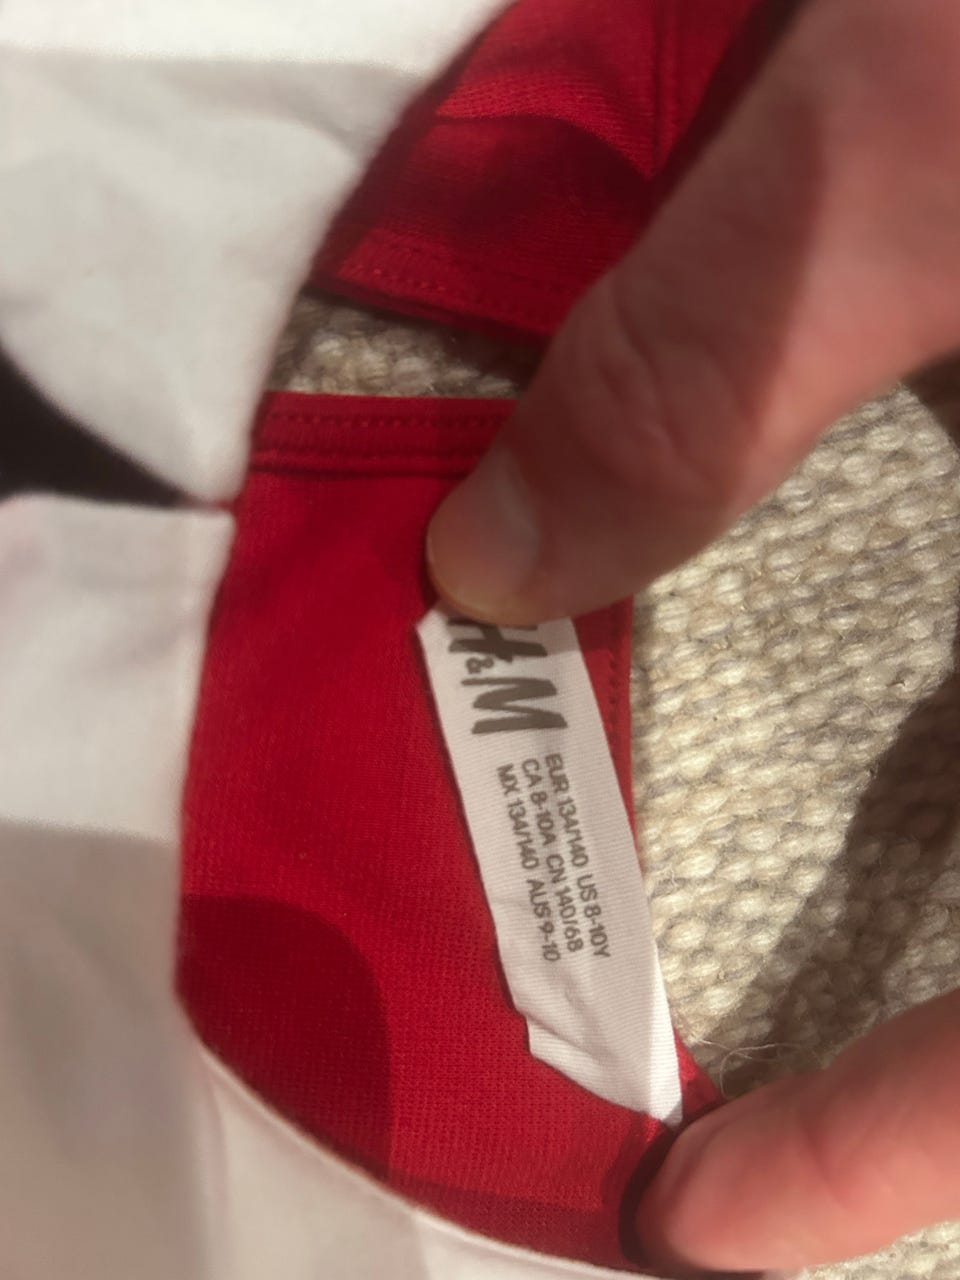 H&M
EUR 134/140 US 8-10Y
CA 8-10A CN 140/68
MX 134/140 AUS 9-10